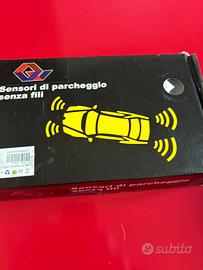 Sensori di parcheggio
senza fili
Sensori di parcheggio
senza fili
subito